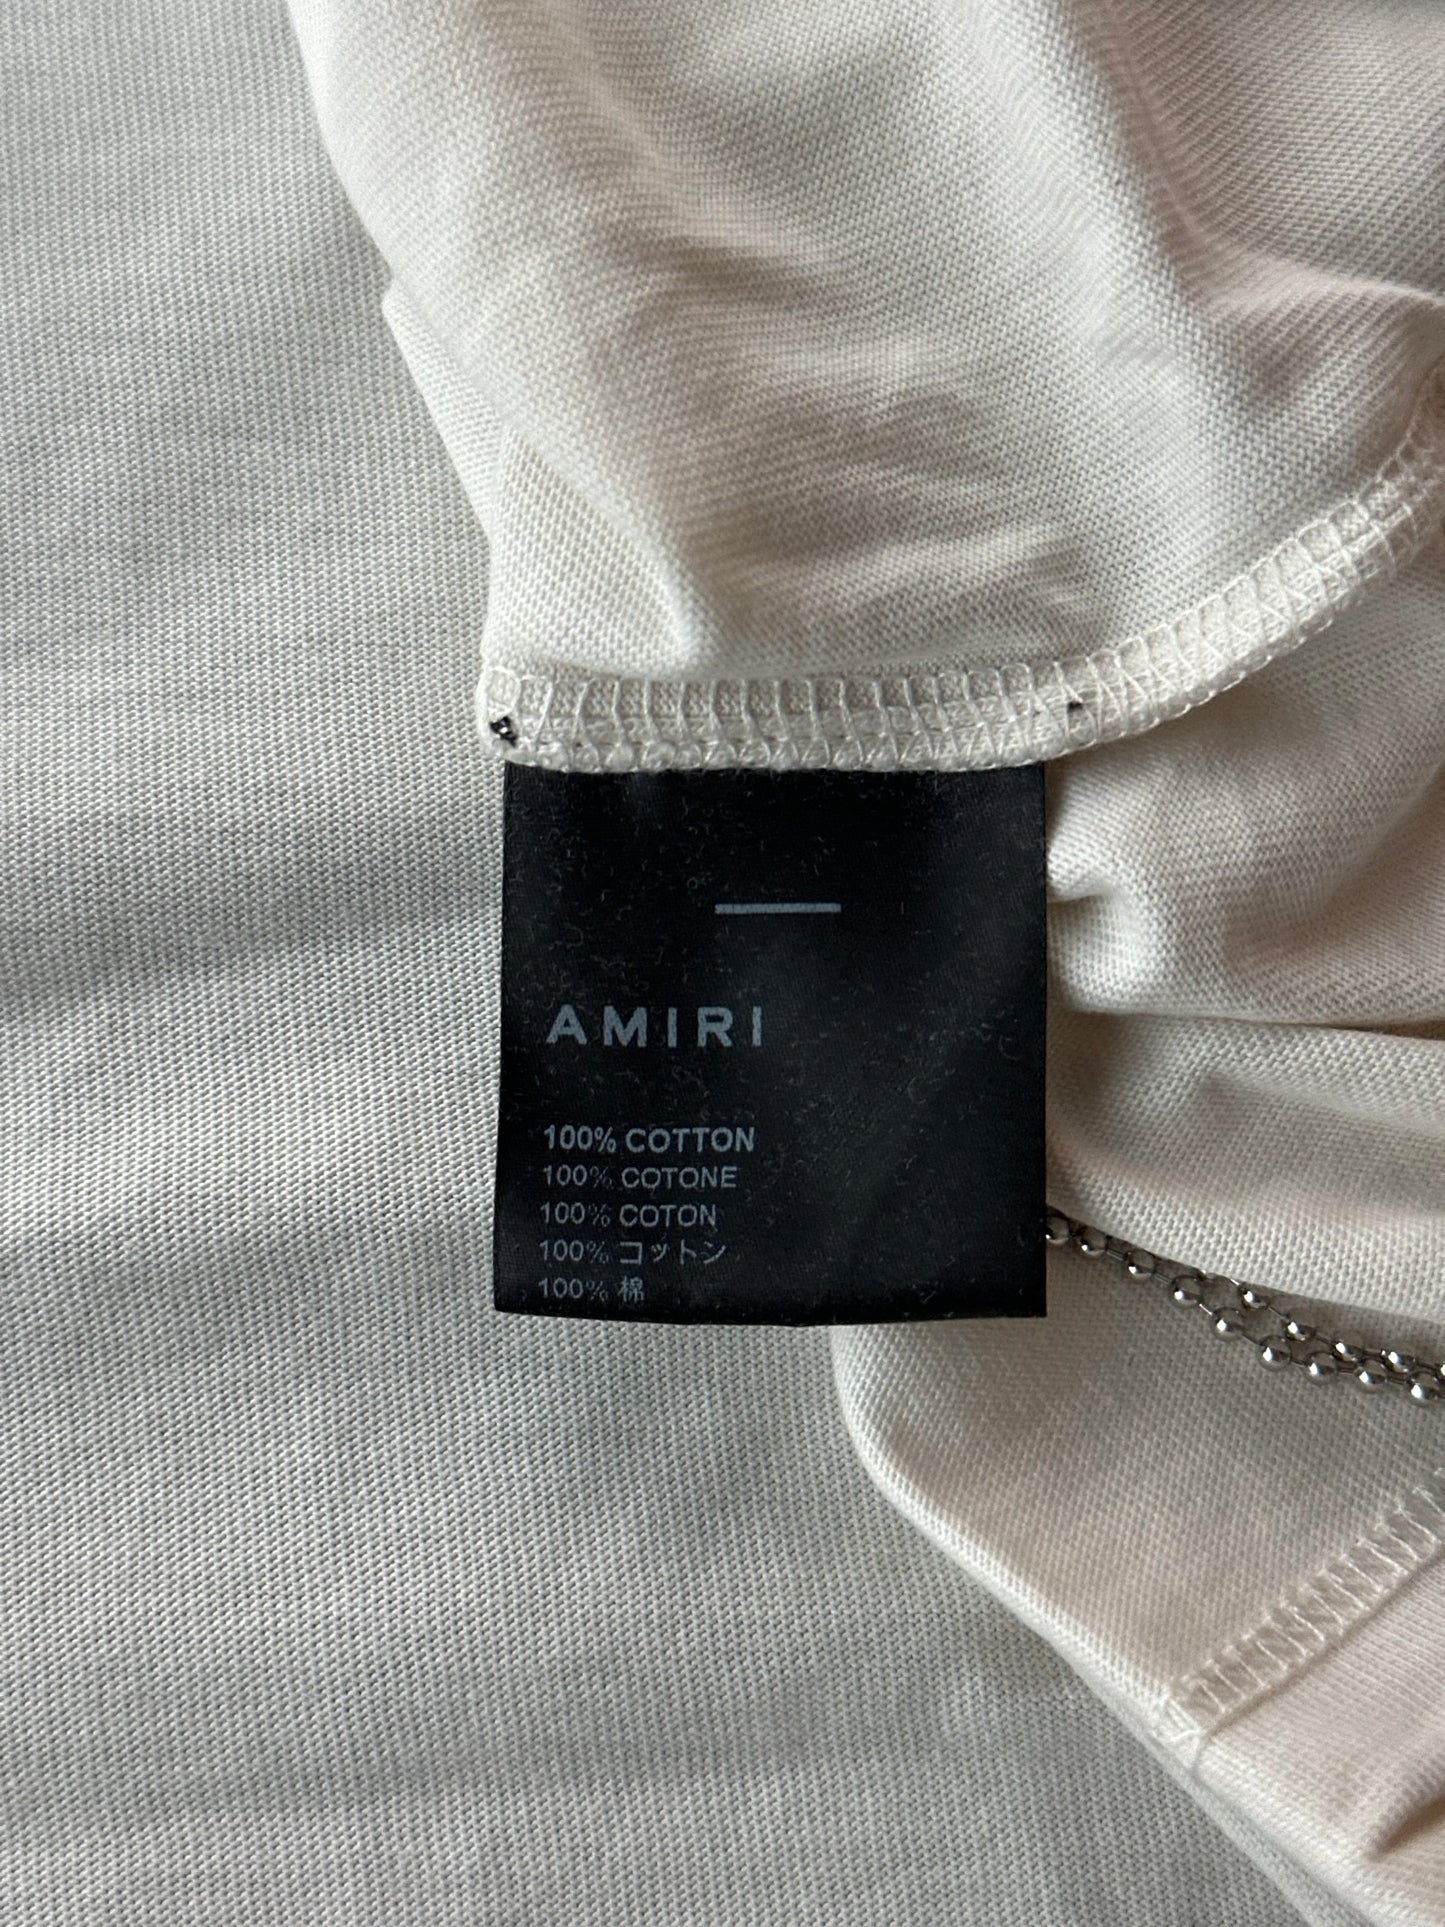 AMIRI
100% COTTON
100% COTONE
100% COTON
100% コットン
100% 棉